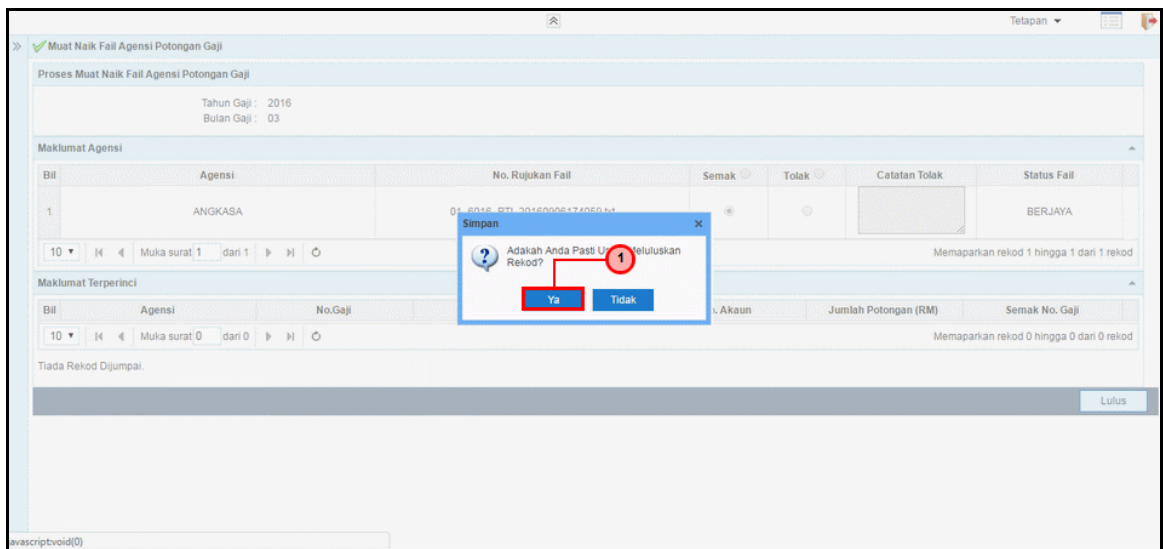 Tetapan
Muat Naik Fail Agensi Potongan Gaji
Proses Muat Naik Fail Agensi Potongan Gaji
Tahun Gaji : 2016
Bulan Gaji : 03
Maklumat Agensi
Bil Agensi No. Rujukan Fail Semak Tolak Catatan Tolak Status Fail
1 ANGKASA BERJAYA
10 Muka surat 1 dari 1 Memaparkan rekod 1 hingga 1 dari 1 rekod
Simpan
Adakah Anda Pasti Meluluskan
Rekod?
1
Ya Tidak
Maklumat Terperinci
Bil Agensi No.Gaji Akaun Jumlah Potongan (RM) Semak No. Gaji
10 Muka surat 0 dari 0 Memaparkan rekod 0 hingga 0 dari 0 rekod
Tiada Rekod Dijumpai.
Lulus
avascript:void(0)